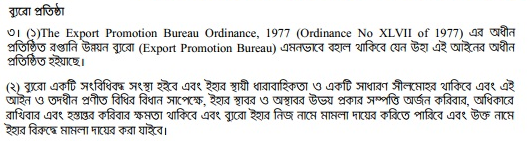 ব্যুরো প্রতিষ্ঠা
৩। (১)The Export Promotion Bureau Ordinance, 1977 (Ordinance No XLVII of 1977) এর অধীন
প্রতিষ্ঠিত রপ্তানি উন্নয়ন ব্যুরো (Export Promotion Bureau) এমনভাবে বহাল থাকিবে যেন উহা এই আইনের অধীন
প্রতিষ্ঠিত হইয়াছে।
(২) ব্যুরো একটি সংবিধিবদ্ধ সংস্থা হইবে এবং ইহার স্থায়ী ধারাবাহিকতা ও একটি সাধারণ সীলমোহর থাকিবে এবং এই
আইন ও তদধীন প্রণীত বিধির বিধান সাপেক্ষে, ইহার স্থাবর ও অস্থাবর উভয় প্রকার সম্পত্তি অর্জন করিবার, অধিকারে
রাখিবার এবং হস্তান্তর করিবার ক্ষমতা থাকিবে এবং ব্যুরো ইহার নিজ নামে মামলা দায়ের করিতে পারিবে এবং উক্ত নামে
ইহার বিরুদ্ধে মামলা দায়ের করা যাইবে।